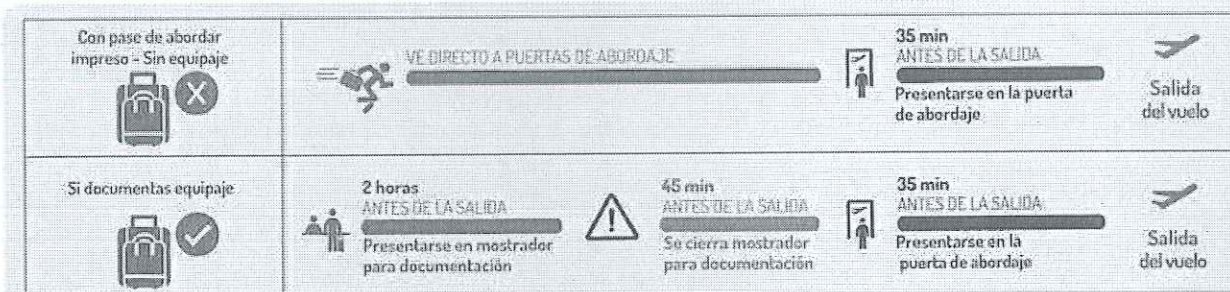 Con pase de abordar
impreso - Sin equipaje
VE DIRECTO A PUERTAS DE ABORDAJE
35 min
ANTES DE LA SALIDA
Presentarse en la puerta
de abordaje
Salida
del vuelo
Si documentas equipaje
2 horas
ANTES DE LA SALIDA
Presentarse en mostrador
para documentación
45 min
ANTES DE LA SALIDA
Se cierra mostrador
para documentación
35 min
ANTES DE LA SALIDA
Presentarse en la
puerta de abordaje
Salida
del vuelo